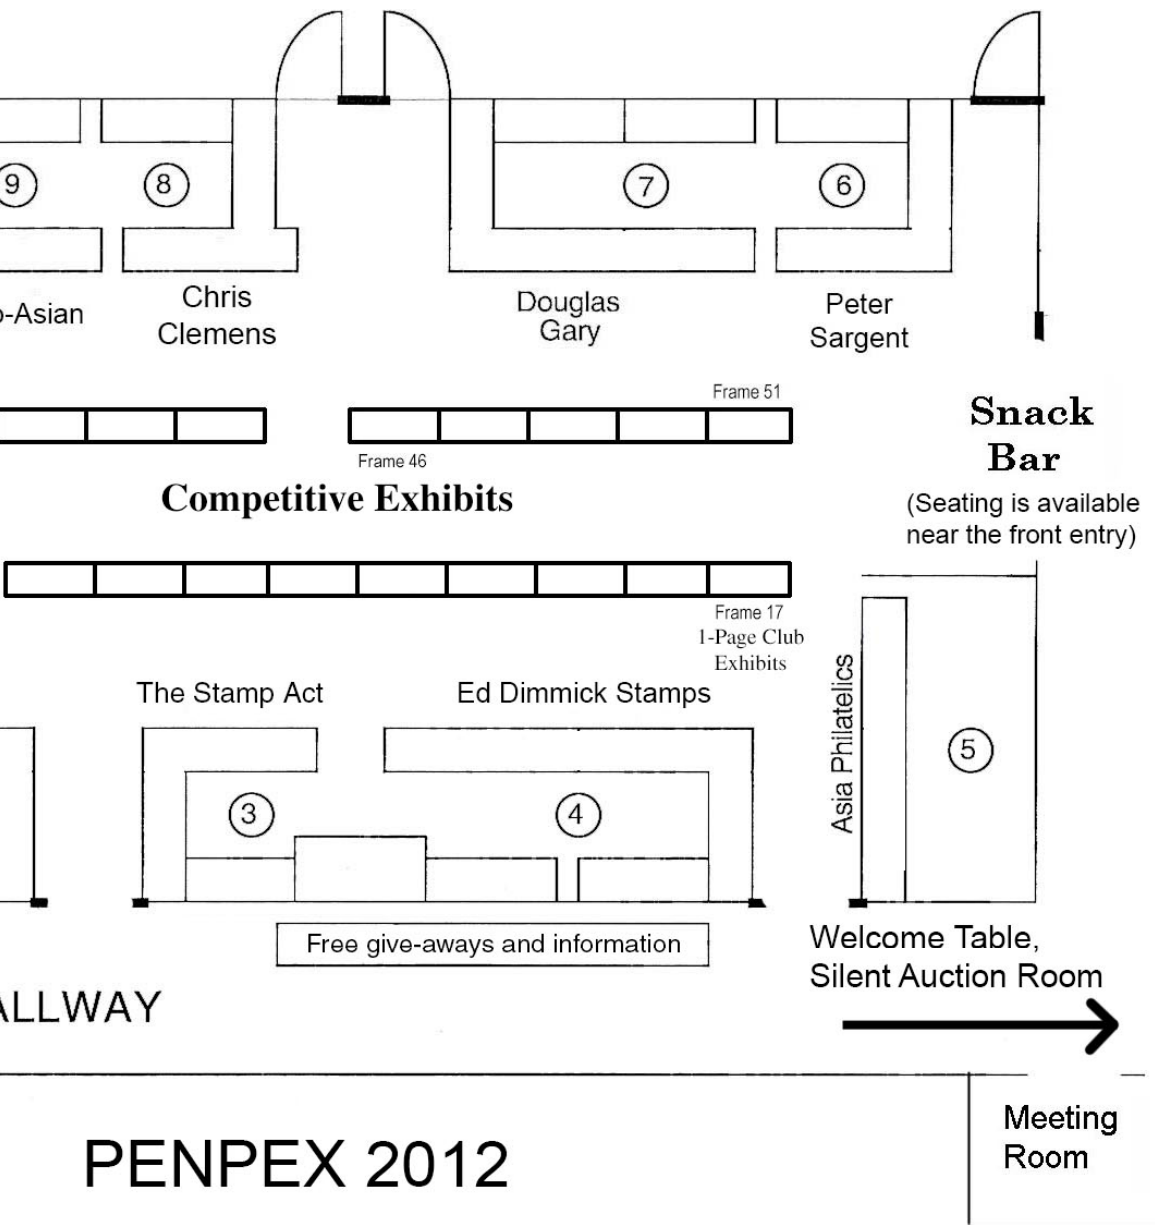 9
8
7
6
-Asian
Chris
Clemens
Douglas
Gary
Peter
Sargent
Frame 51
Frame 46
Snack
Bar
(Seating is available
near the front entry)
Competitive Exhibits
Frame 17
1-Page Club
Exhibits
The Stamp Act
Ed Dimmick Stamps
Asia Philatelics
3
4
5
Free give-aways and information
Welcome Table,
Silent Auction Room
ALLWAY
PENPEX 2012
Meeting
Room